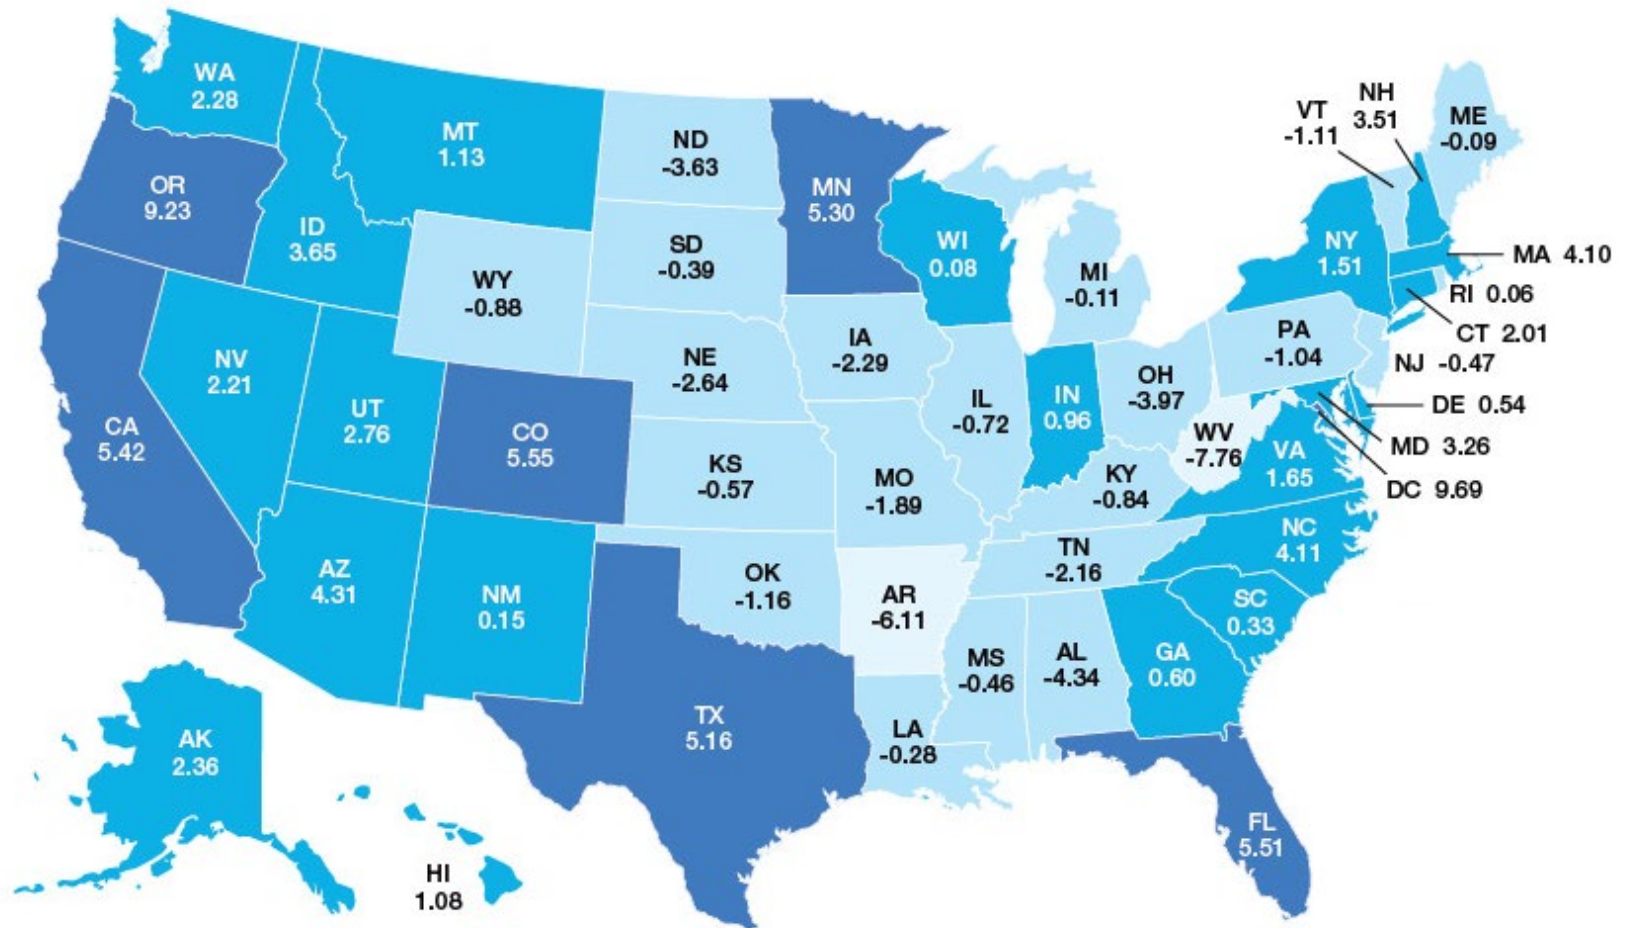 WA
2.28
OR
9.23
CA
5.42
ID
3.65
NV
2.21
MT
1.13
WY
-0.88
UT
2.76
CO
5.55
AZ
4.31
NM
0.15
ND
-3.63
SD
-0.39
NE
-2.64
KS
-0.57
OK
-1.16
TX
5.16
MN
5.30
IA
-2.29
MO
-1.89
AR
-6.11
LA
-0.28
WI
0.08
IL
-0.72
MI
-0.11
IN
0.96
OH
-3.97
KY
-0.84
TN
-2.16
MS
-0.46
AL
-4.34
GA
0.60
FL
5.51
SC
0.33
NC
4.11
VA
1.65
WV
-7.76
PA
-1.04
NY
1.51
VT
-1.11
NH
3.51
ME
-0.09
MA 4.10
RI 0.06
CT 2.01
NJ -0.47
DE 0.54
MD 3.26
DC 9.69
AK
2.36
HI
1.08